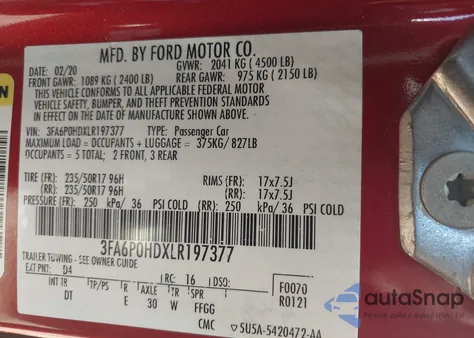 MFD. BY FORD MOTOR CO.
DATE: 02/20 GVWR: 2041 KG ( 4500 LB)
FRONT GAWR: 1089 KG ( 2400 LB) REAR GAWR: 975 KG ( 2150 LB)
THIS VEHICLE CONFORMS TO ALL APPLICABLE FEDERAL MOTOR
VEHICLE SAFETY, BUMPER, AND THEFT PREVENTION STANDARDS
IN EFFECT ON THE DATE OF MANUFACTURE SHOWN ABOVE.
VIN: 3FA6P0HDXLR197377 TYPE: Passenger Car
MAXIMUM LOAD = OCCUPANTS + LUGGAGE = 375KG/ 827LB
OCCUPANTS = 5 TOTAL; 2 FRONT, 3 REAR
TIRE (FR): 235/50R17 96H RIMS (FR): 17x7.5J
(RR): 235/50R17 96H (RR): 17x7.5J
PRESSURE (FR): 250 kPa/ 36 PSI COLD (RR): 250 kPa/ 36 PSI COLD
3FA6P0HDXLR197377
TRAILER TOWING - SEE OWNER GUIDE
EXT PNT: D4 RC: 16 DSO: F0070
INT TR TP/PS R AXLE TR SPR R0121
DT E 30 W FFGG
CMC 5U5A-5420472-AA
autoSnap
Public Auto Auction History